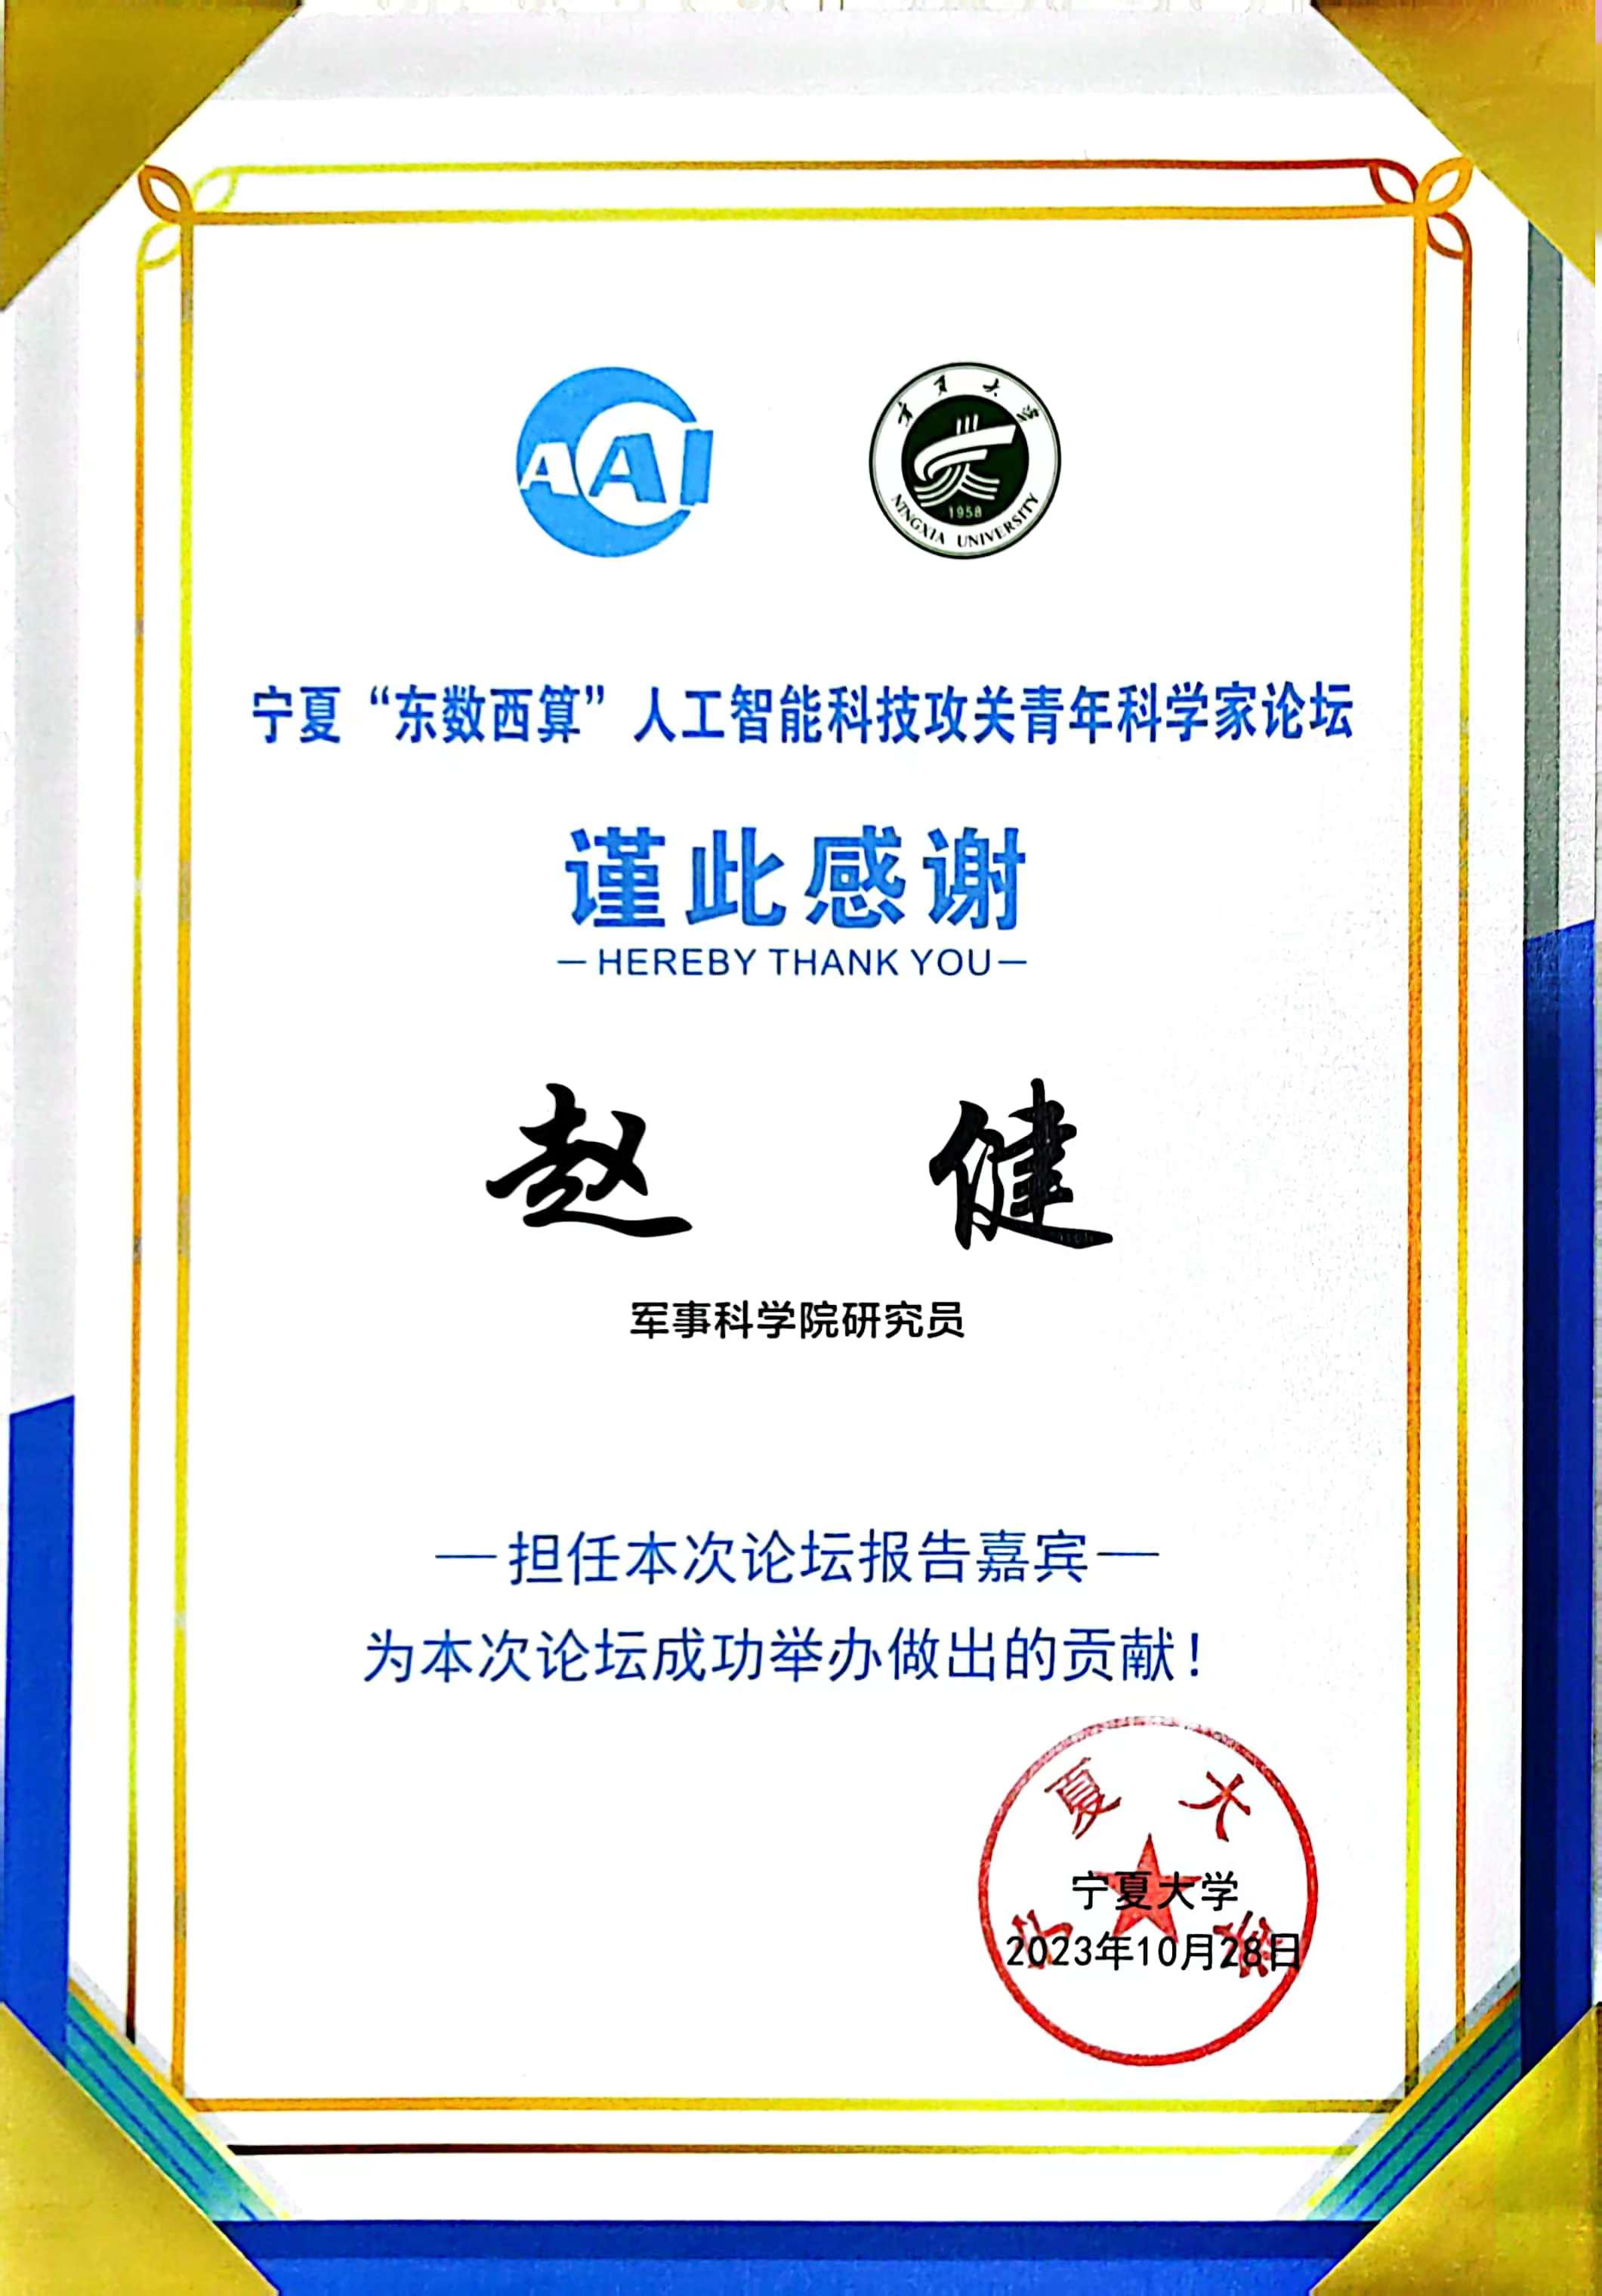 AAI
宁夏大学
1958
NINGXIA UNIVERSITY
宁夏“东数西算”人工智能科技攻关青年科学家论坛
谨此感谢
—HEREBY THANK YOU—
赵 健
军事科学院研究员
—担任本次论坛报告嘉宾—
为本次论坛成功举办做出的贡献！
宁夏大学
宁夏大学
2023年10月28日